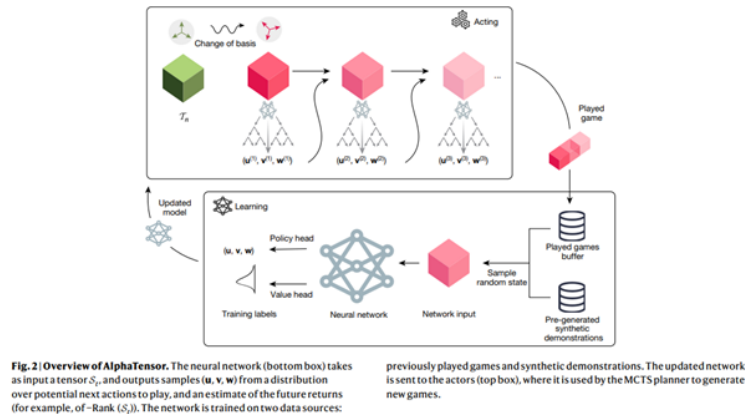 Acting
Change of basis
𝒯ₙ
...
(u⁽¹⁾, v⁽¹⁾, w⁽¹⁾)
(u⁽²⁾, v⁽²⁾, w⁽²⁾)
(u⁽³⁾, v⁽³⁾, w⁽³⁾)
Played
game
Updated
model
Learning
Policy head
(u, v, w)
Value head
Training labels
Neural network
Network input
Sample
random state
Played games
buffer
Pre-generated
synthetic
demonstrations
Fig. 2 | Overview of AlphaTensor. The neural network (bottom box) takes
as input a tensor 𝒮ₜ, and outputs samples (u, v, w) from a distribution
over potential next actions to play, and an estimate of the future returns
(for example, of −Rank (𝒮ₜ)). The network is trained on two data sources:
previously played games and synthetic demonstrations. The updated network
is sent to the actors (top box), where it is used by the MCTS planner to generate
new games.